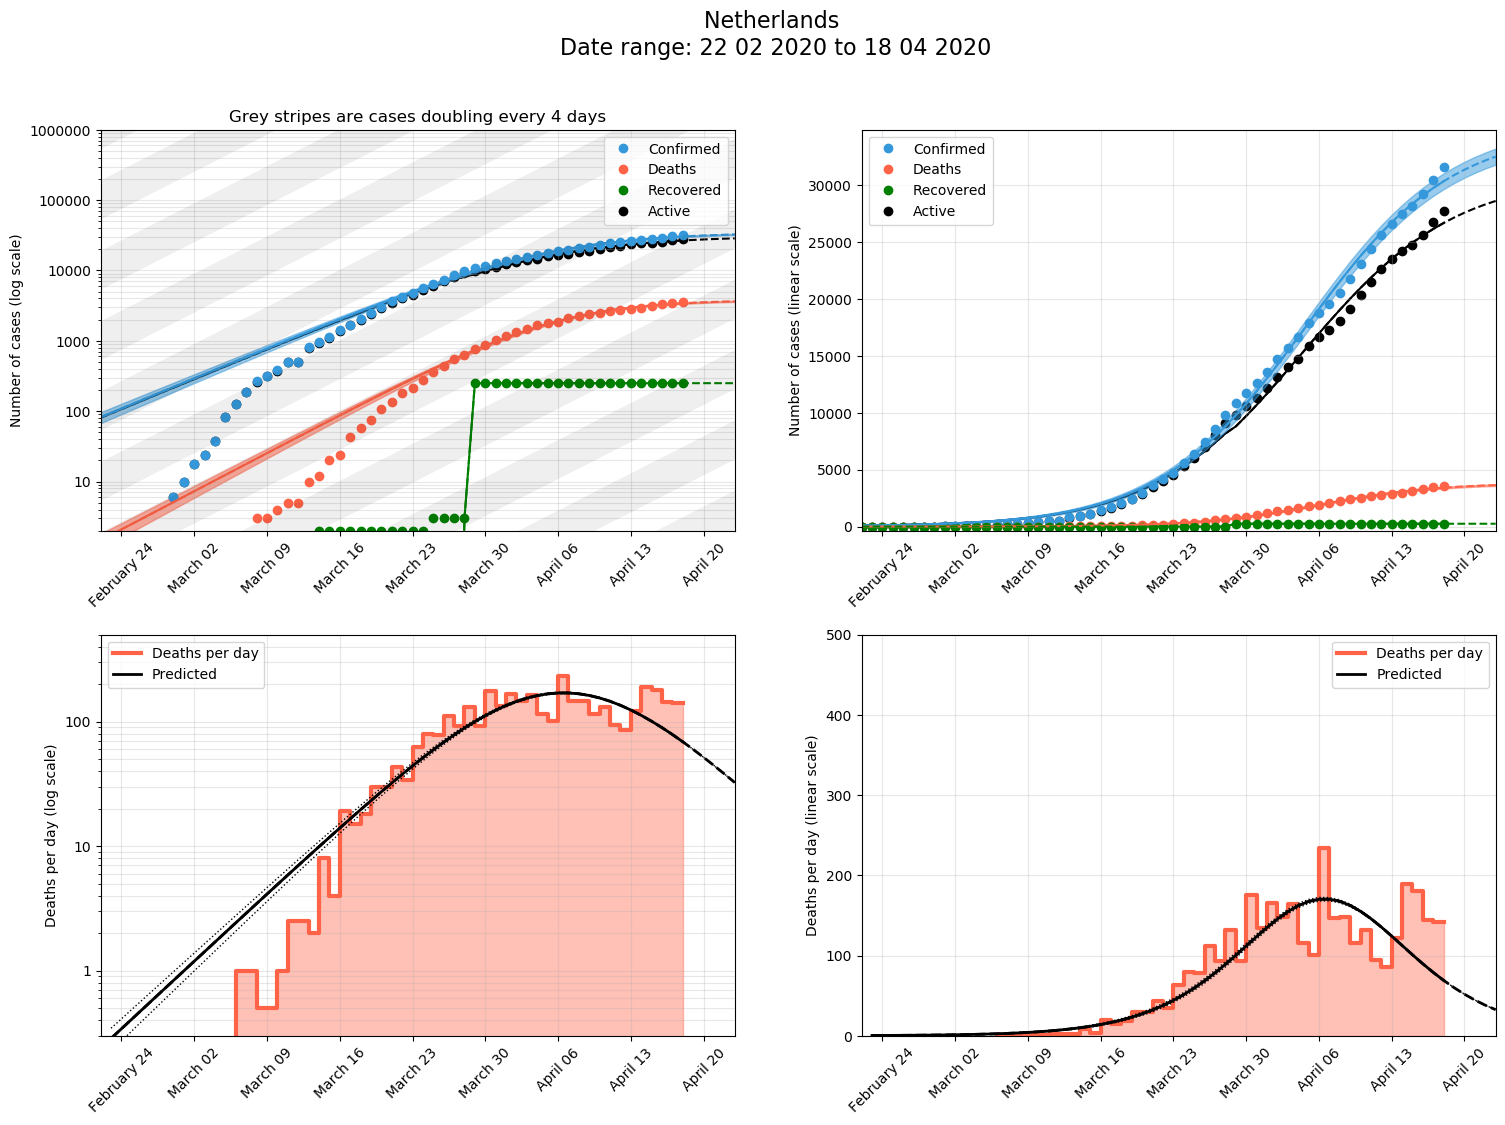 Netherlands
Date range: 22 02 2020 to 18 04 2020
Grey stripes are cases doubling every 4 days
Number of cases (log scale)
1000000
100000
10000
1000
100
10
Confirmed
Deaths
Recovered
Active
February 24
March 02
March 09
March 16
March 23
March 30
April 06
April 13
April 20
Number of cases (linear scale)
30000
25000
20000
15000
10000
5000
0
Confirmed
Deaths
Recovered
Active
February 24
March 02
March 09
March 16
March 23
March 30
April 06
April 13
April 20
Deaths per day (log scale)
100
10
1
Deaths per day
Predicted
February 24
March 02
March 09
March 16
March 23
March 30
April 06
April 13
April 20
Deaths per day (linear scale)
500
400
300
200
100
0
Deaths per day
Predicted
February 24
March 02
March 09
March 16
March 23
March 30
April 06
April 13
April 20